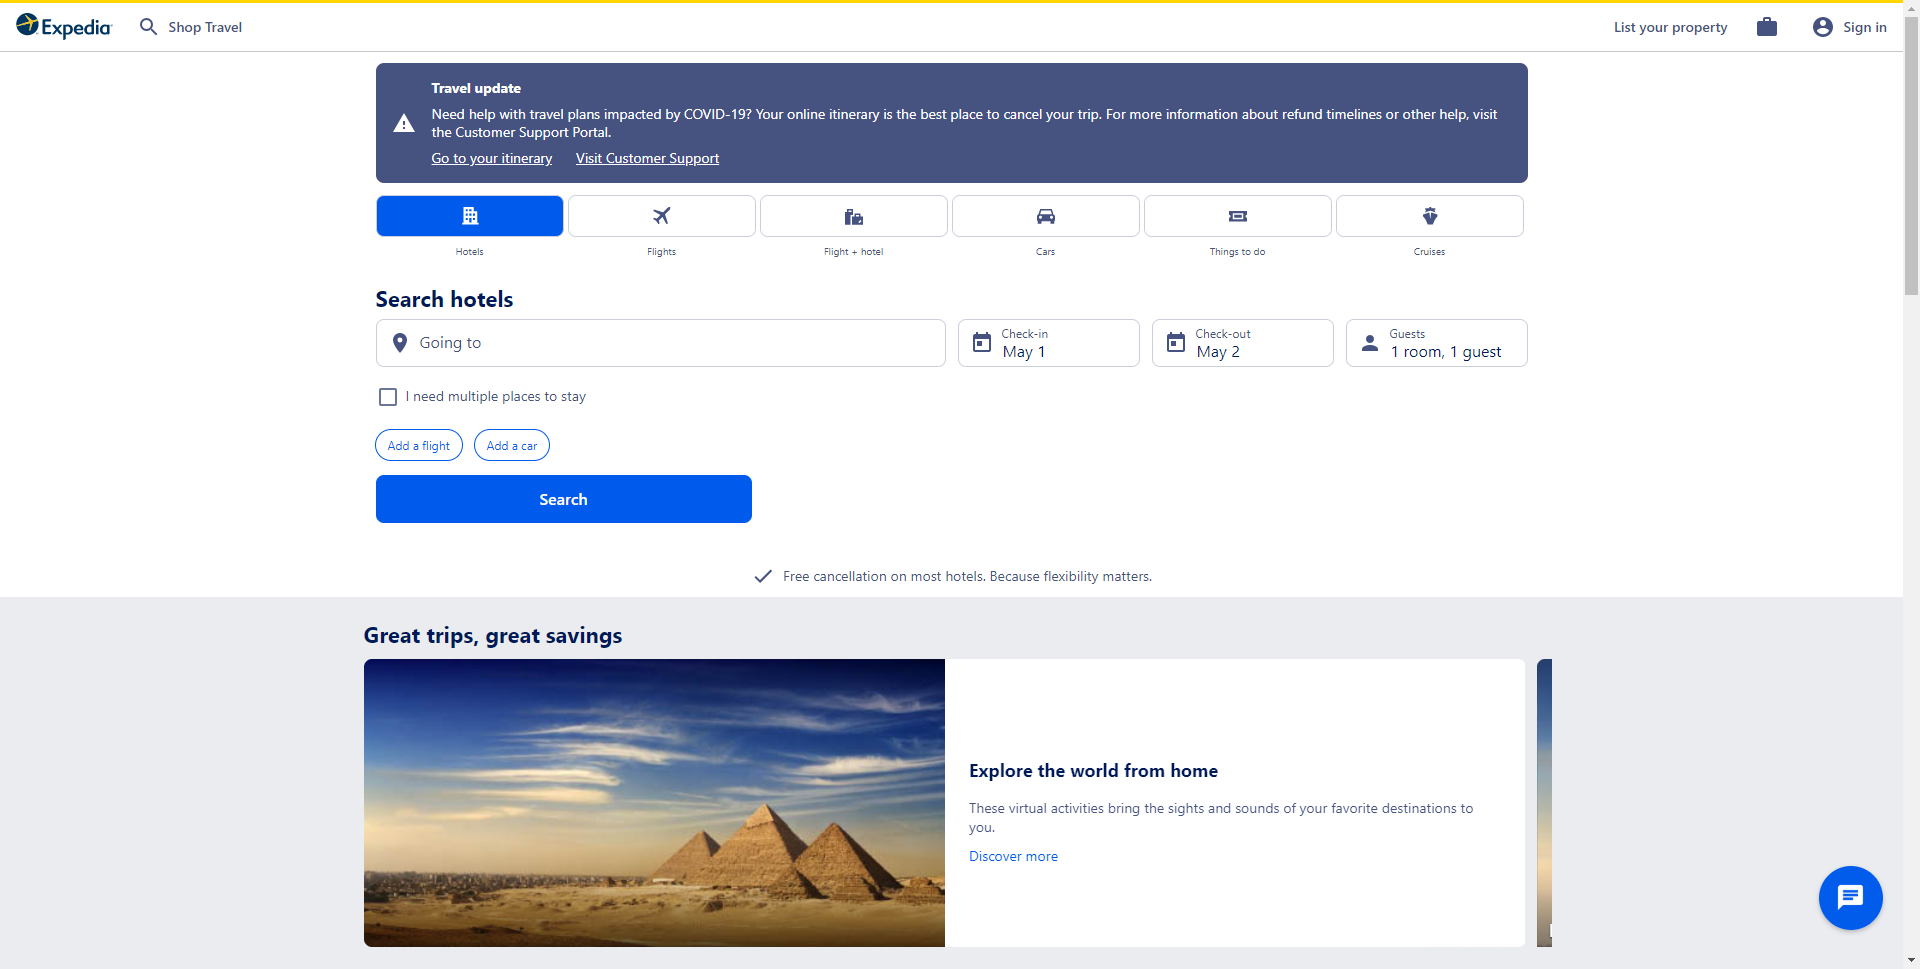 Expedia
Shop Travel
List your property
Sign in
Travel update
Need help with travel plans impacted by COVID-19? Your online itinerary is the best place to cancel your trip. For more information about refund timelines or other help, visit
the Customer Support Portal.
Go to your itinerary Visit Customer Support
Hotels
Flights
Flight + hotel
Cars
Things to do
Cruises
Search hotels
Going to
Check-in
May 1
Check-out
May 2
Guests
1 room, 1 guest
I need multiple places to stay
Add a flight
Add a car
Search
Free cancellation on most hotels. Because flexibility matters.
Great trips, great savings
Explore the world from home
These virtual activities bring the sights and sounds of your favorite destinations to
you.
Discover more